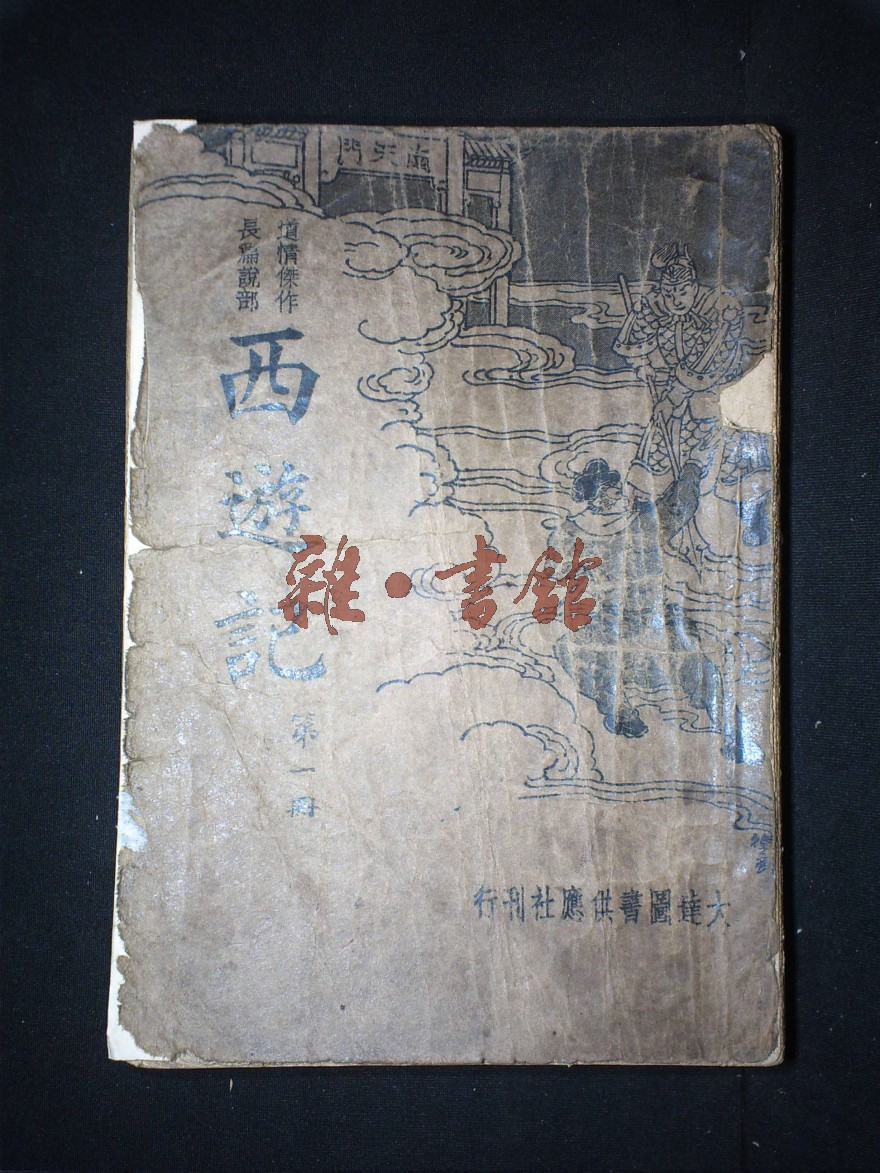 南天門
道情傑作
長篇說部
西遊記
第一冊
雜·書館
大達圖書供應社刊行